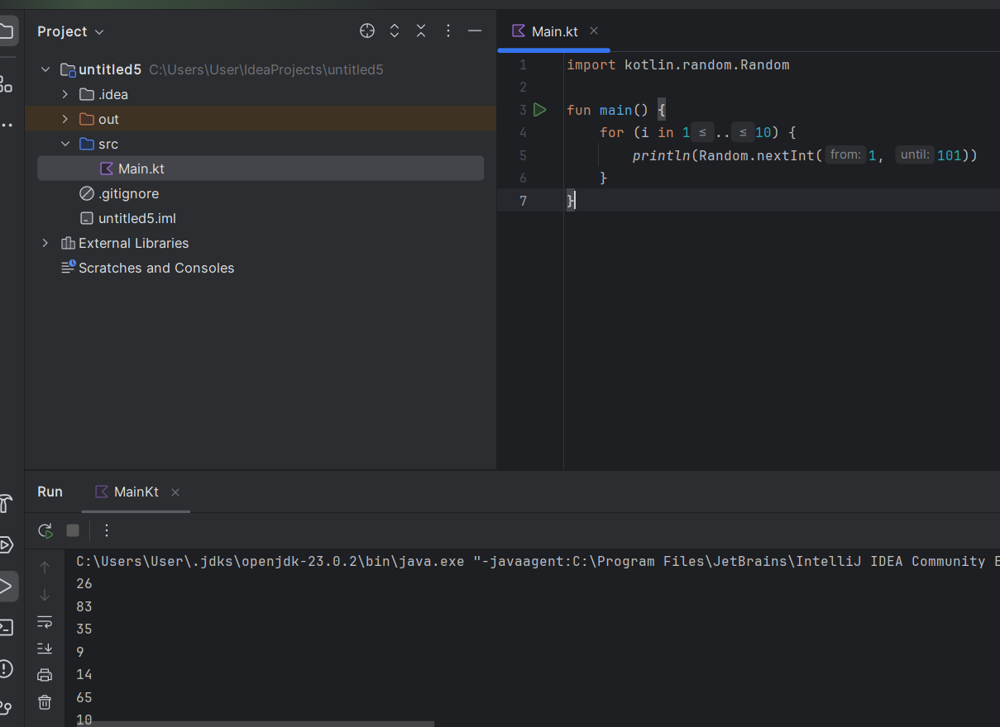 Project
untitled5 C:\Users\User\IdeaProjects\untitled5
.idea
out
src
Main.kt
.gitignore
untitled5.iml
External Libraries
Scratches and Consoles
Main.kt
1 import kotlin.random.Random
2
3 fun main() {
4 for (i in 1 ≤ .. ≤ 10) {
5 println(Random.nextInt( from: 1, until: 101))
6 }
7 }
Run MainKt
C:\Users\User\.jdks\openjdk-23.0.2\bin\java.exe "-javaagent:C:\Program Files\JetBrains\IntelliJ IDEA Community E
26
83
35
9
14
65
10